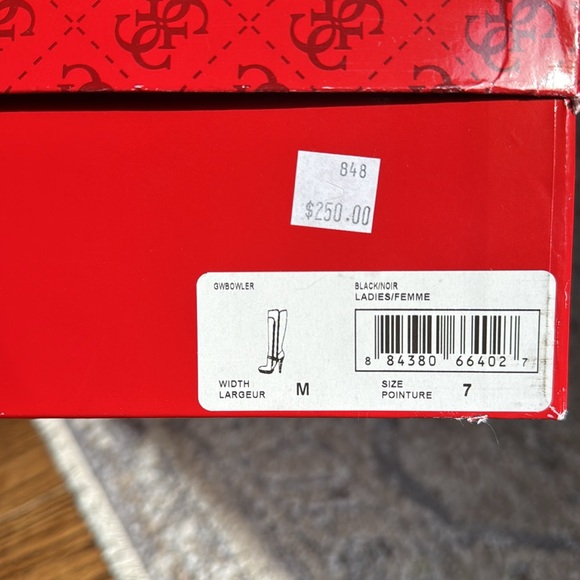 848
$250.00
GWBOWLER
BLACK/NOIR
LADIES/FEMME
8 84380 66402 7
WIDTH
LARGEUR
M
SIZE
POINTURE
7